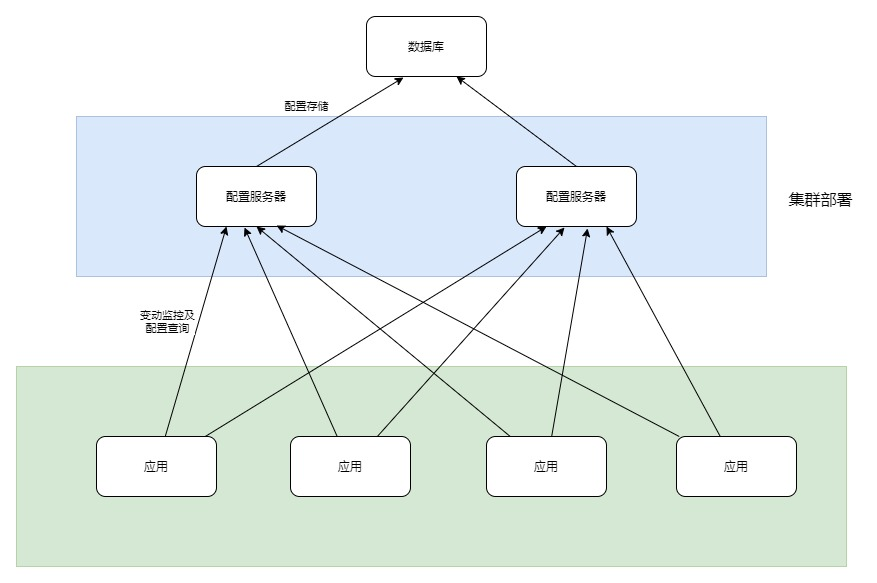 数据库
配置存储
配置服务器
配置服务器
集群部署
变动监控及
配置查询
应用
应用
应用
应用